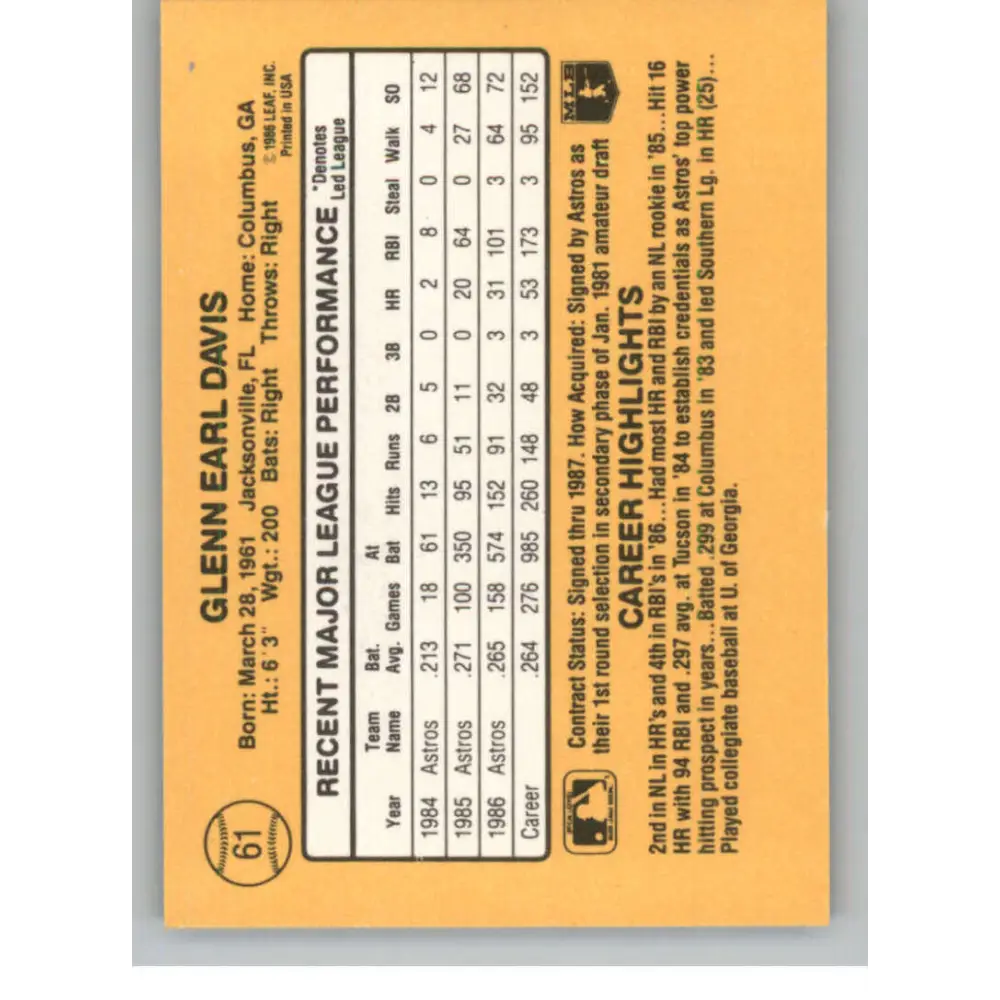 61
GLENN EARL DAVIS
Born: March 28, 1961 Jacksonville, FL Home: Columbus, GA
Ht.: 6'3" Wgt.: 200 Bats: Right Throws: Right
© 1986 LEAF, INC.
Printed in USA
RECENT MAJOR LEAGUE PERFORMANCE *Denotes Led League
Year Team Name Bat. Avg. Games At Bat Hits Runs 2B 3B HR RBI Steal Walk SO
1984 Astros .213 18 61 13 6 5 0 2 8 0 4 12
1985 Astros .271 100 350 95 51 11 0 20 64 0 27 68
1986 Astros .265 158 574 152 91 32 3 31 101 3 64 72
Career .264 276 985 260 148 48 3 53 173 3 95 152
Contract Status: Signed thru 1987. How Acquired: Signed by Astros as
their 1st round selection in secondary phase of Jan. 1981 amateur draft
MLB
CAREER HIGHLIGHTS
2nd in NL in HR's and 4th in RBI's in '86...Had most HR and RBI by an NL rookie in '85...Hit 16
HR with 94 RBI and .297 avg. at Tucson in '84 to establish credentials as Astros' top power
hitting prospect in years...Batted .299 at Columbus in '83 and led Southern Lg. in HR (25)...
Played collegiate baseball at U. of Georgia.